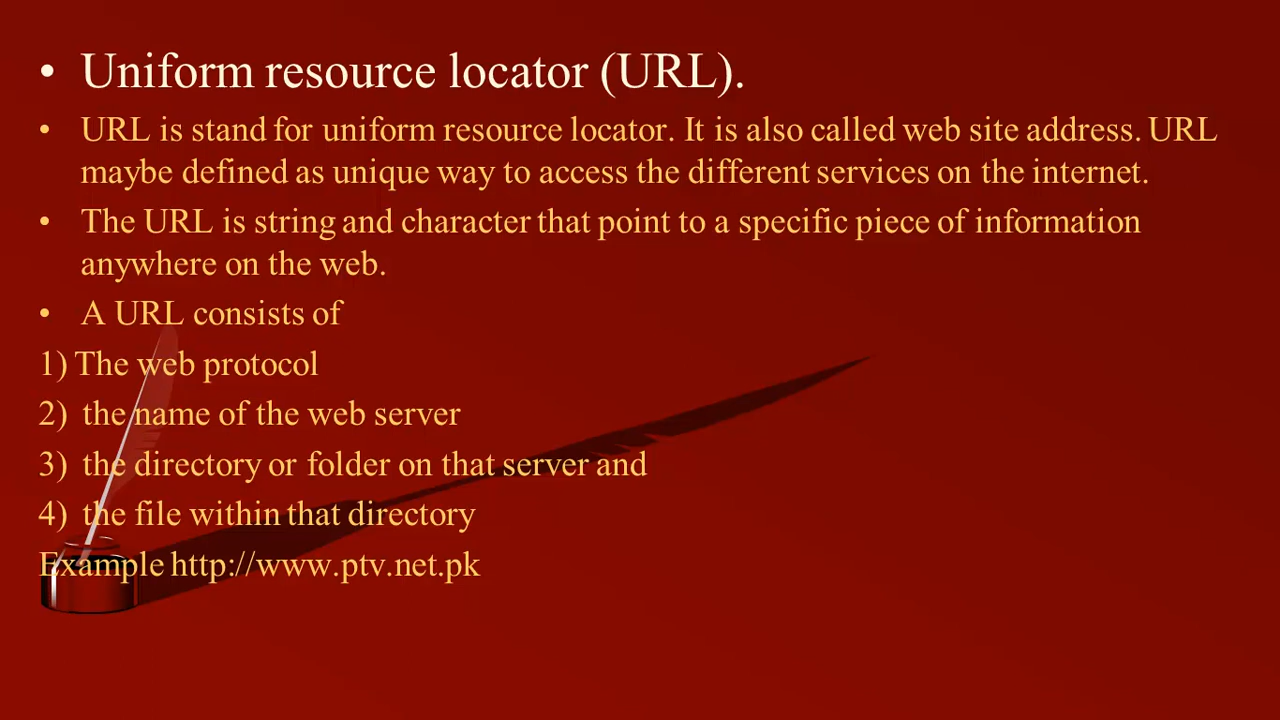 • Uniform resource locator (URL).
• URL is stand for uniform resource locator. It is also called web site address. URL
maybe defined as unique way to access the different services on the internet.
• The URL is string and character that point to a specific piece of information
anywhere on the web.
• A URL consists of
1) The web protocol
2) the name of the web server
3) the directory or folder on that server and
4) the file within that directory
Example http://www.ptv.net.pk